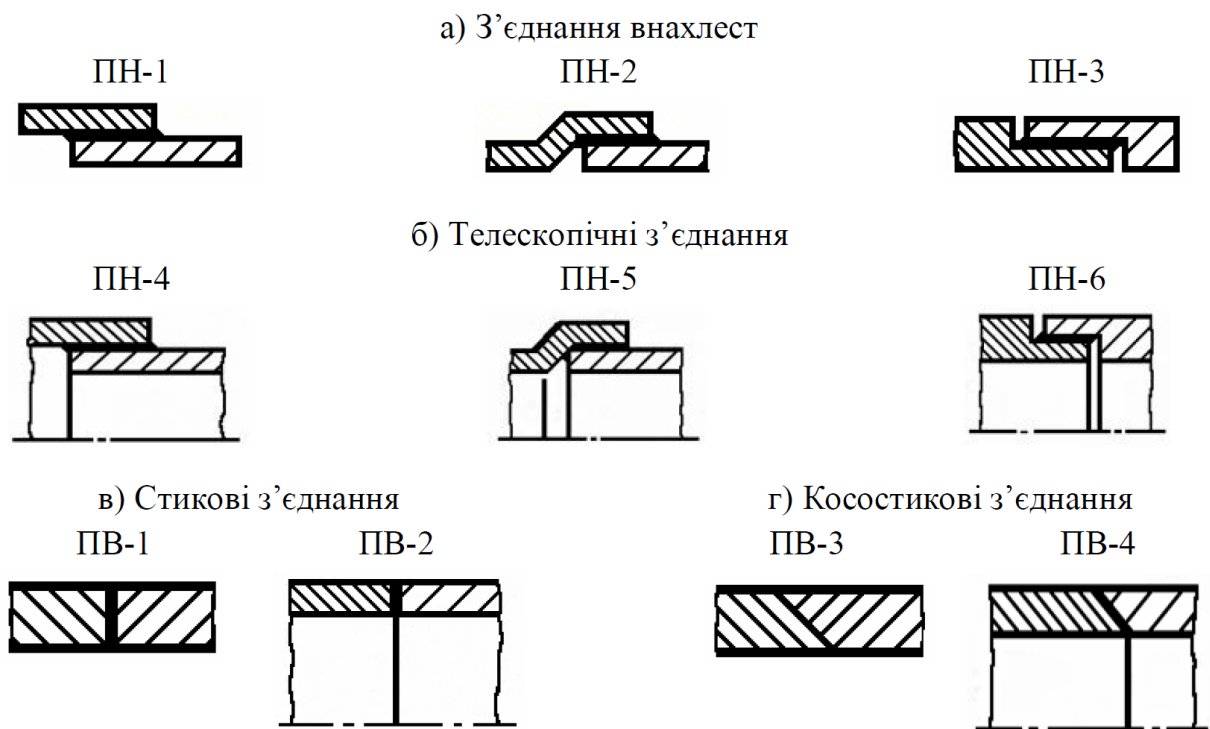 а) З’єднання внахлест
ПН-1 ПН-2 ПН-3
б) Телескопічні з’єднання
ПН-4 ПН-5 ПН-6
в) Стикові з’єднання г) Косостикові з’єднання
ПВ-1 ПВ-2 ПВ-3 ПВ-4